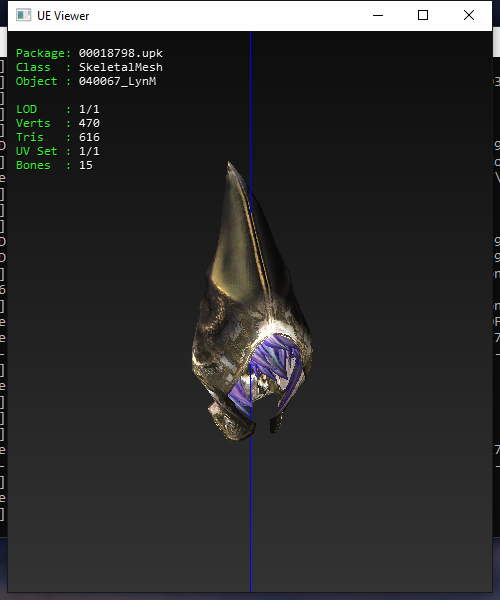 UE Viewer
Package: 00018798.upk
Class : SkeletalMesh
Object : 040067_LynM
LOD : 1/1
Verts : 470
Tris : 616
UV Set : 1/1
Bones : 15